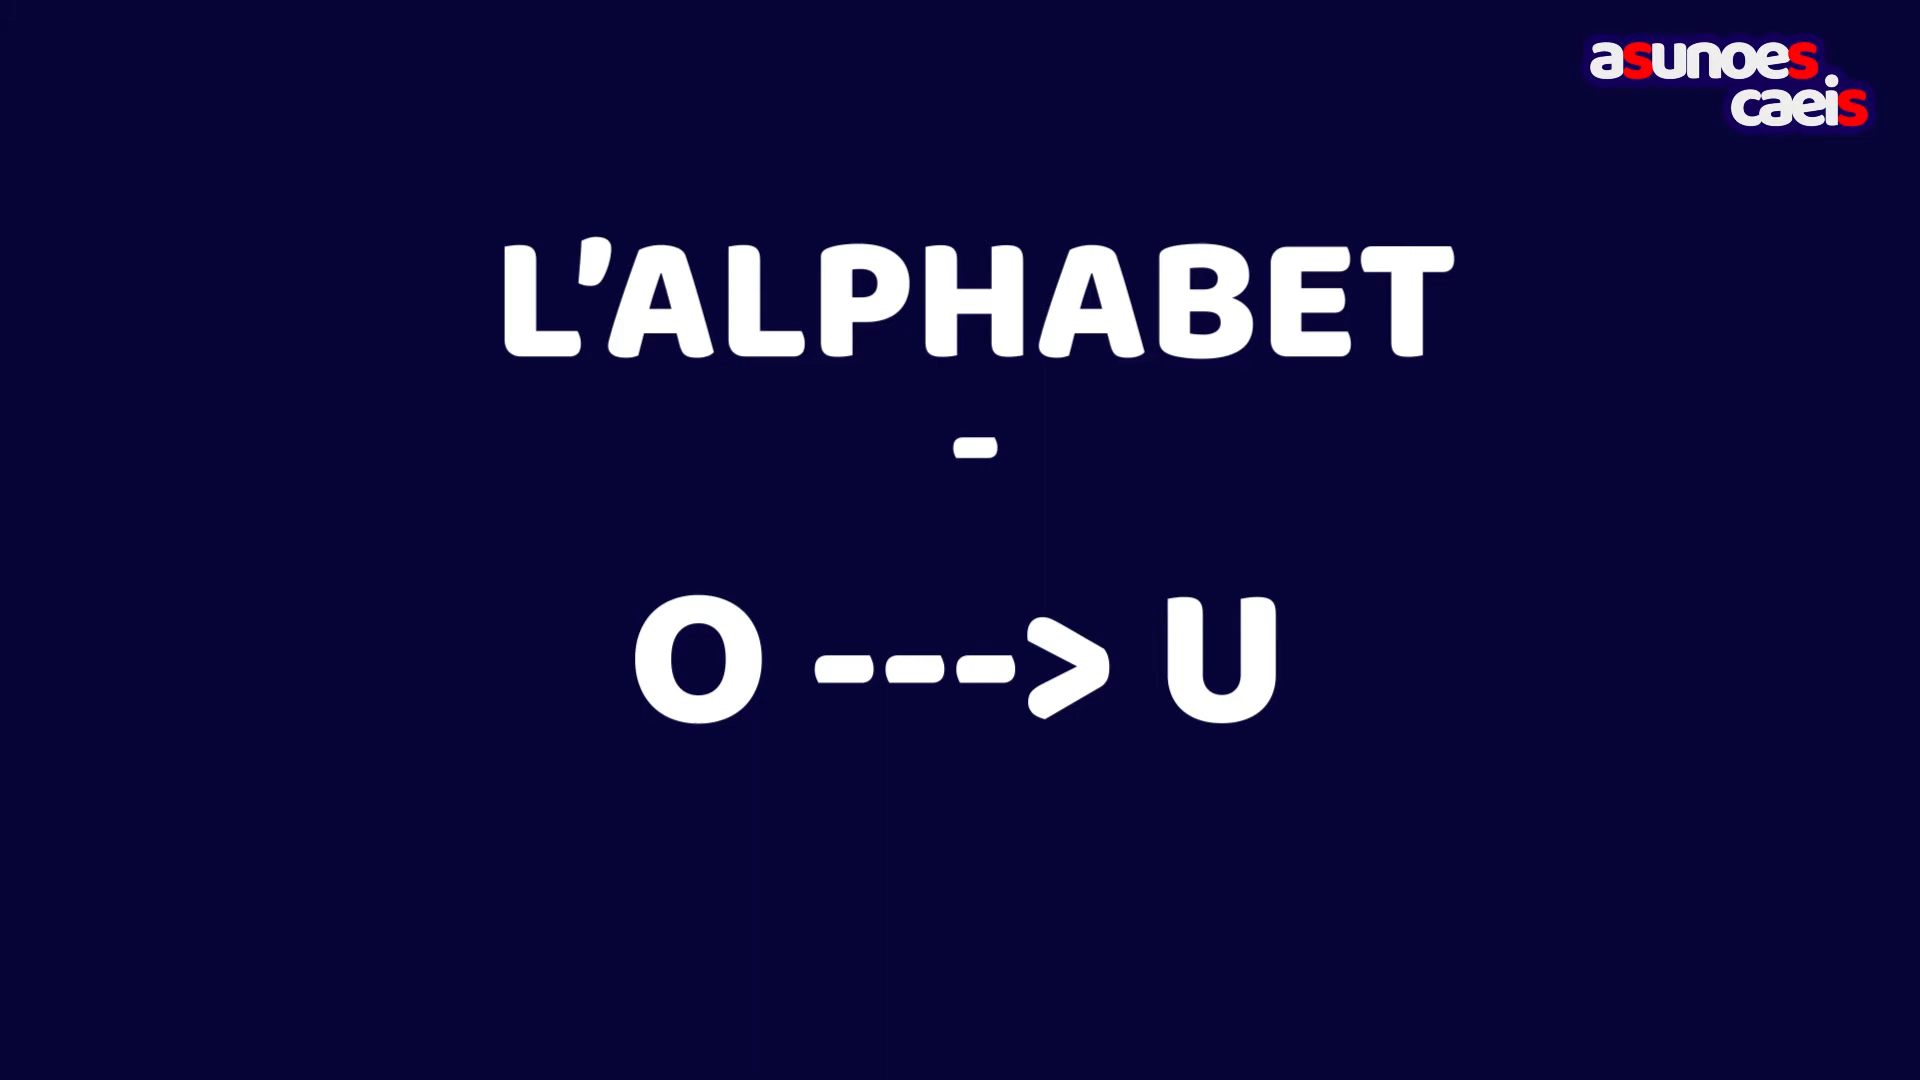 asunoes
caeis
L'ALPHABET
-
O ---> U